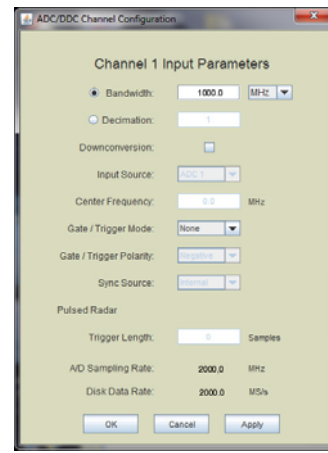 ADC/DDC Channel Configuration
Channel 1 Input Parameters
Bandwidth: 1000.0 MHz
Decimation: 1
Downconversion:
Input Source: ADC 1
Center Frequency: 0.0 MHz
Gate / Trigger Mode: None
Gate / Trigger Polarity: Negative
Sync Source: Internal
Pulsed Radar
Trigger Length: 0 Samples
A/D Sampling Rate: 2000.0 MHz
Disk Data Rate: 2000.0 MS/s
OK Cancel Apply